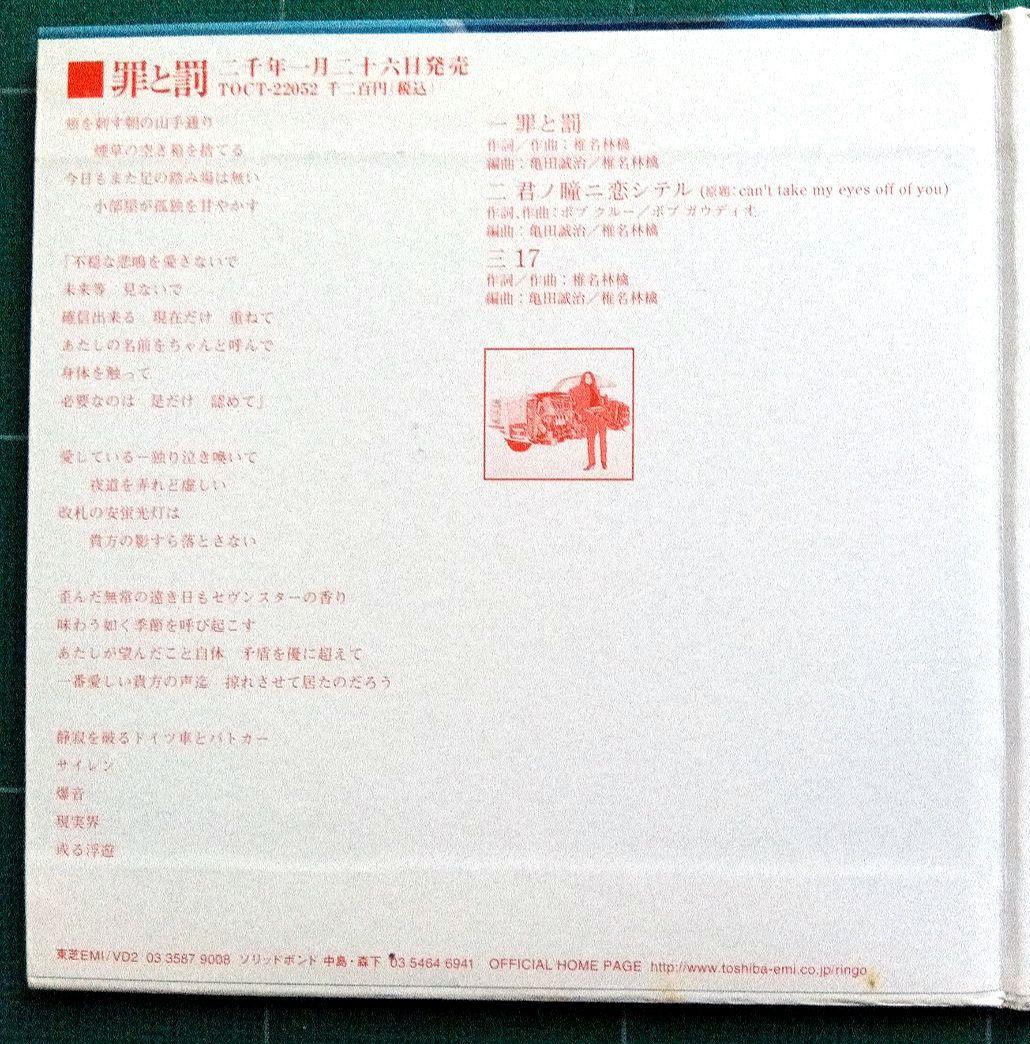 ■罪と罰 二千年一月二十六日発売
TOCT-22052 千二百円(税込)
頬を刺す朝の山手通り
煙草の空き箱を捨てる
今日もまた足の踏み場は無い
小部屋が孤独を甘やかす
「不穏な悲鳴を愛さないで
未来等 見ないで
確信出来る 現在だけ 重ねて
あたしの名前をちゃんと呼んで
身体を触って
必要なのは 是だけ 認めて」
愛している－独り泣き喚いて
夜道を弄れど虚しい
改札の安蛍光灯は
貴方の影すら落とさない
歪んだ無常の遠き日もセヴンスターの香り
味わう如く季節を呼び起こす
あたしが望んだこと自体 矛盾を優に超えて
一番愛しい貴方の声迄 掠れさせて居たのだろう
静寂を破るドイツ車とパトカー
サイレン
爆音
現実界
或る浮遊
一 罪と罰
作詞／作曲：椎名林檎
編曲：亀田誠治／椎名林檎
二 君ノ瞳ニ恋シテル (原題:can't take my eyes off of you)
作詞、作曲：ボブ クルー／ボブ ガウディオ
編曲：亀田誠治／椎名林檎
三 17
作詞／作曲：椎名林檎
編曲：亀田誠治／椎名林檎
東芝EMI/VD2 03 3587 9008 ソリッドボンド 中島・森下 03 5464 6941 OFFICIAL HOME PAGE http://www.toshiba-emi.co.jp/ringo